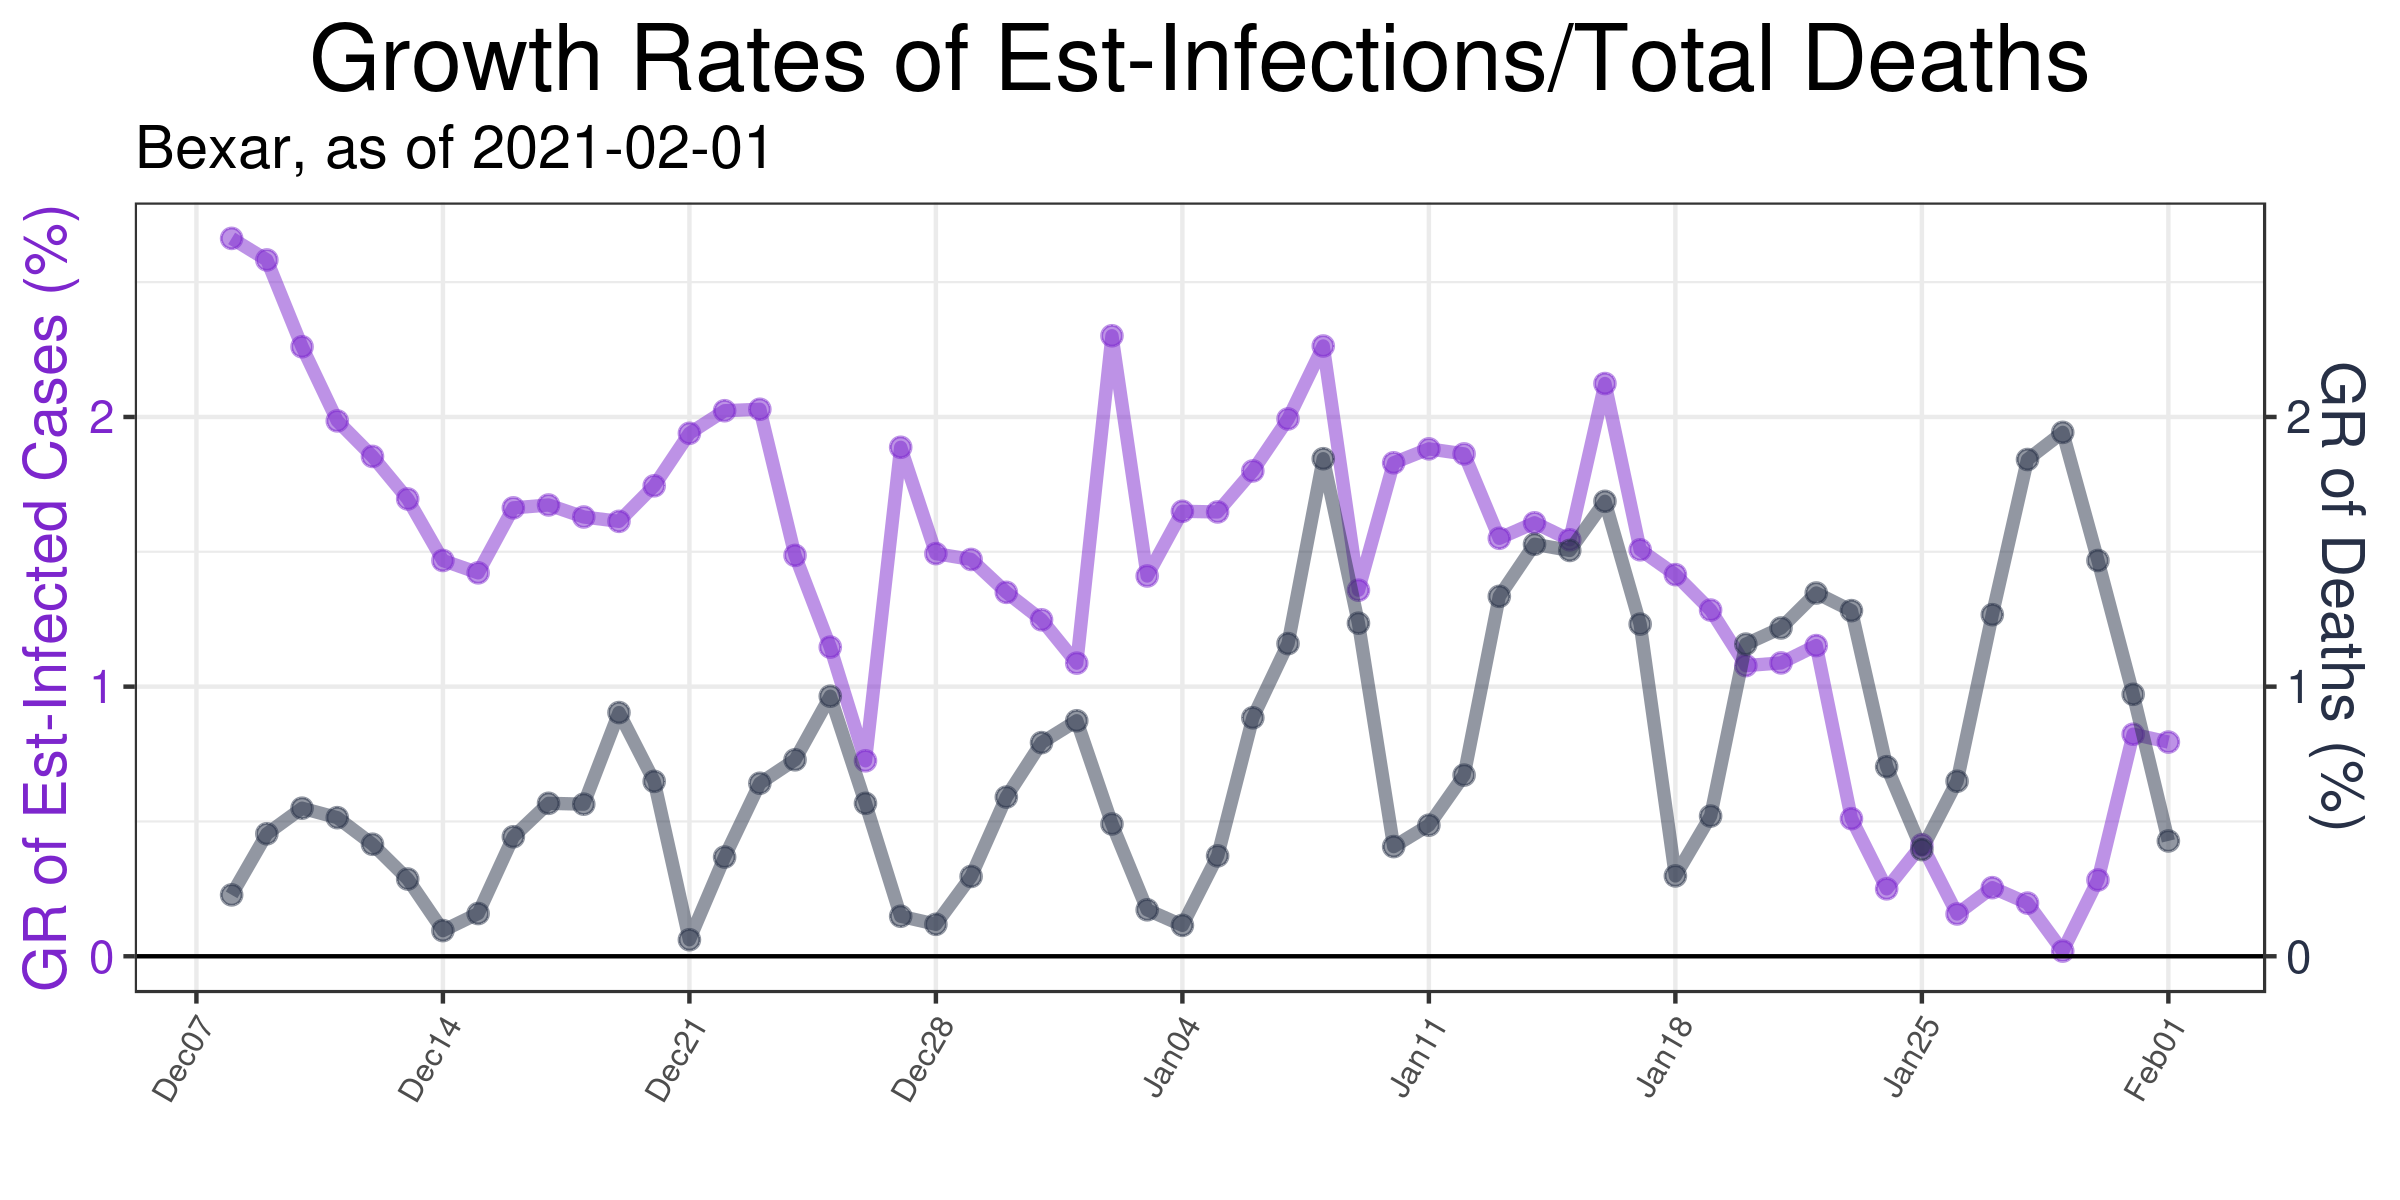 Growth Rates of Est-Infections/Total Deaths
Bexar, as of 2021-02-01
GR of Est-Infected Cases (%)
2
1
0
GR of Deaths (%)
2
1
0
Dec07
Dec14
Dec21
Dec28
Jan04
Jan11
Jan18
Jan25
Feb01